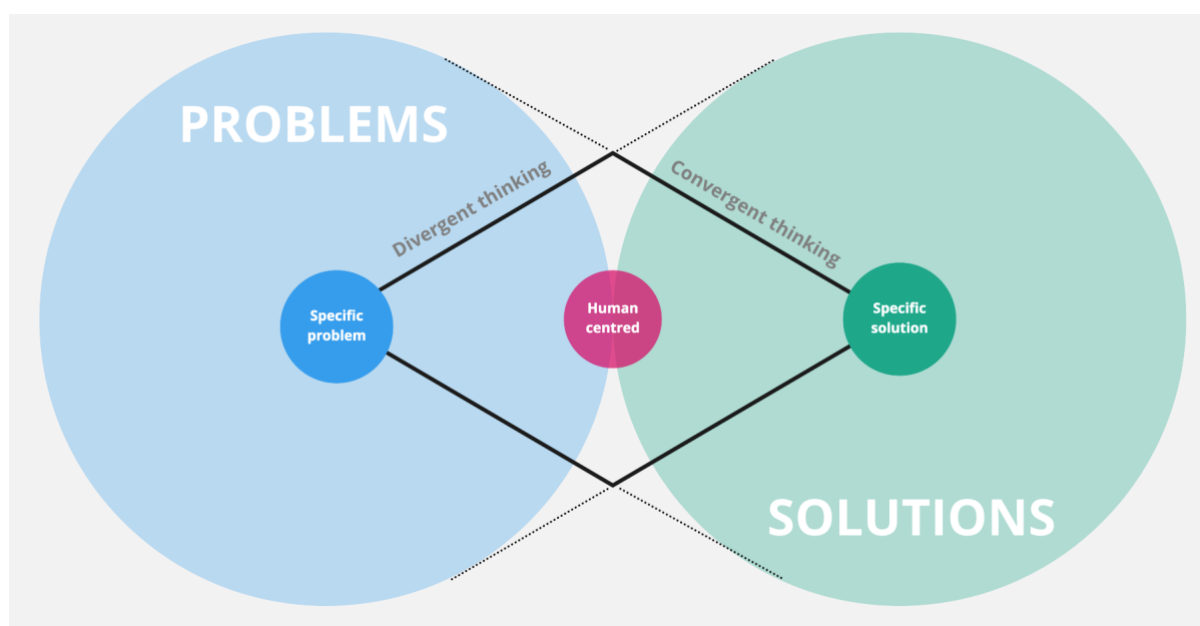 PROBLEMS
Divergent thinking
Convergent thinking
Specific
problem
Human
centred
Specific
solution
SOLUTIONS